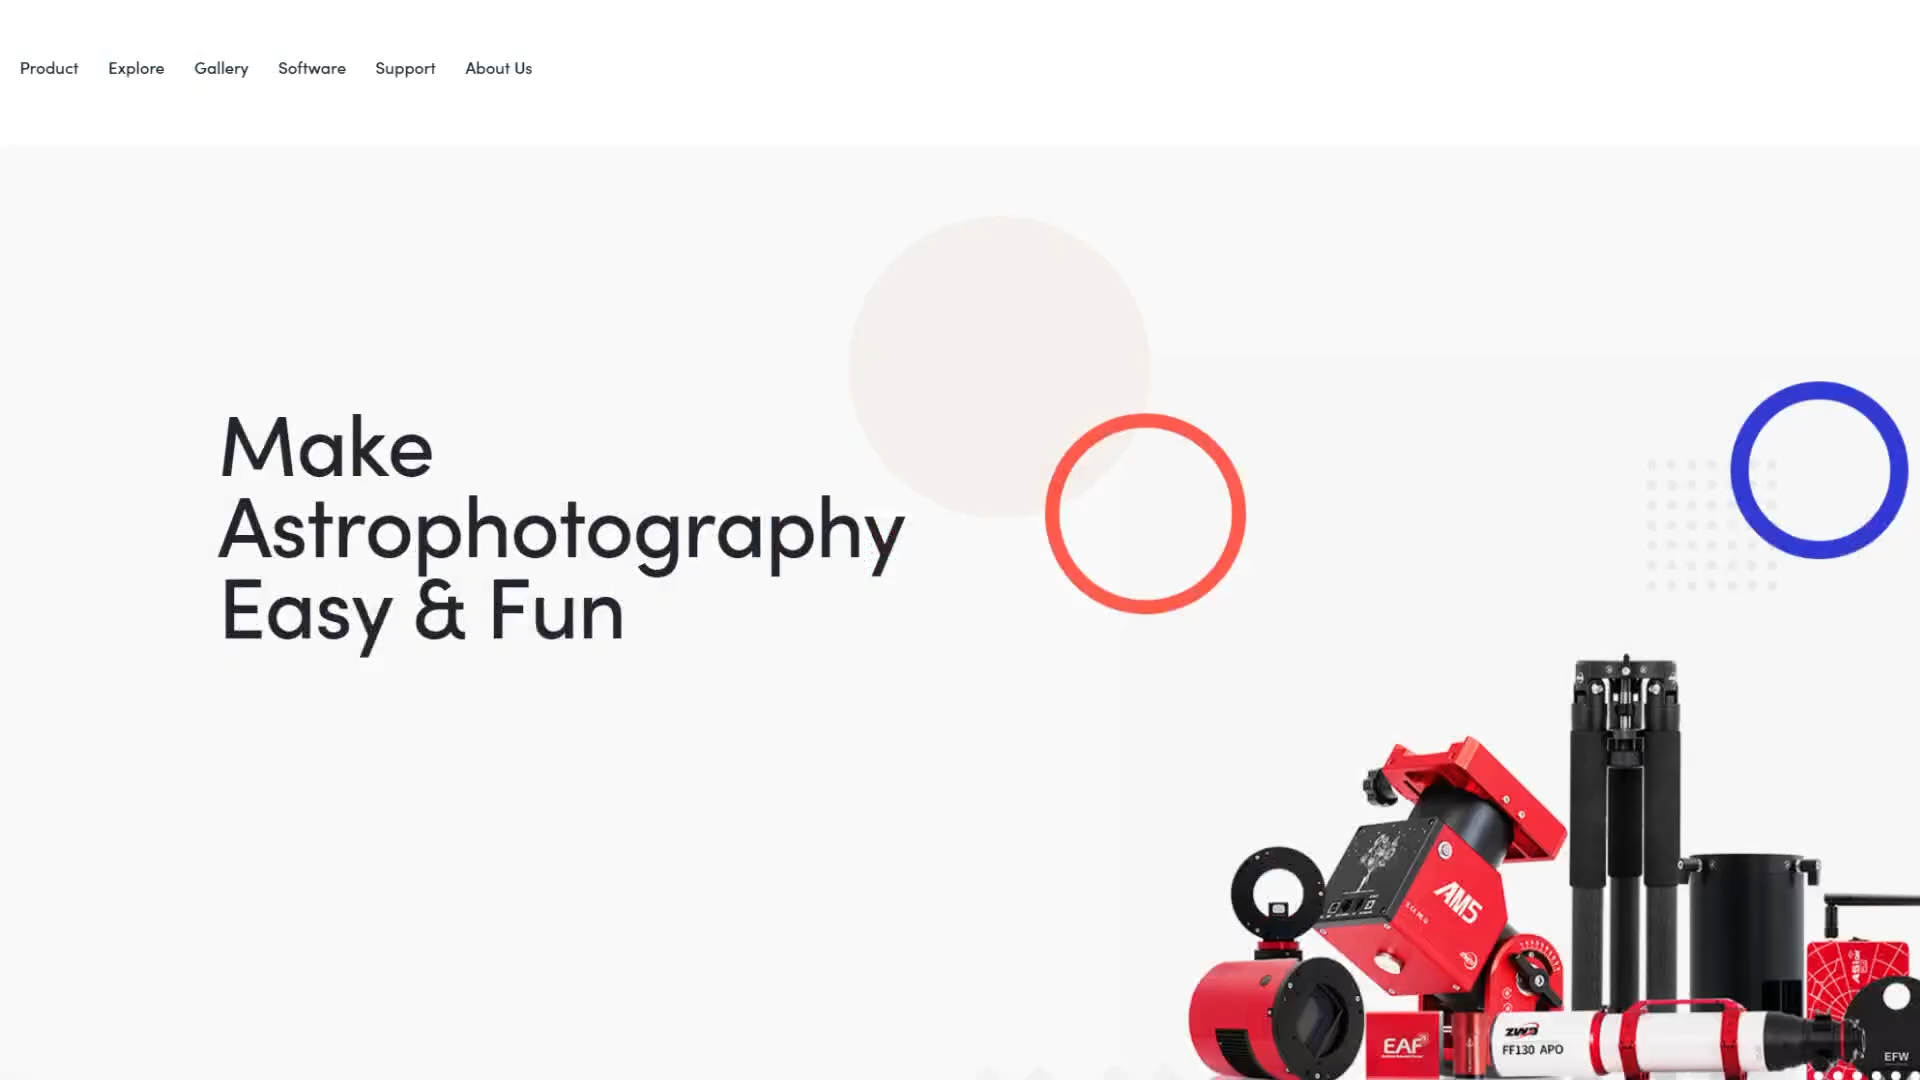 Product Explore Gallery Software Support About Us
Make
Astrophotography
Easy & Fun
AM5
EAF
ZWO
FF130 APO
EFW